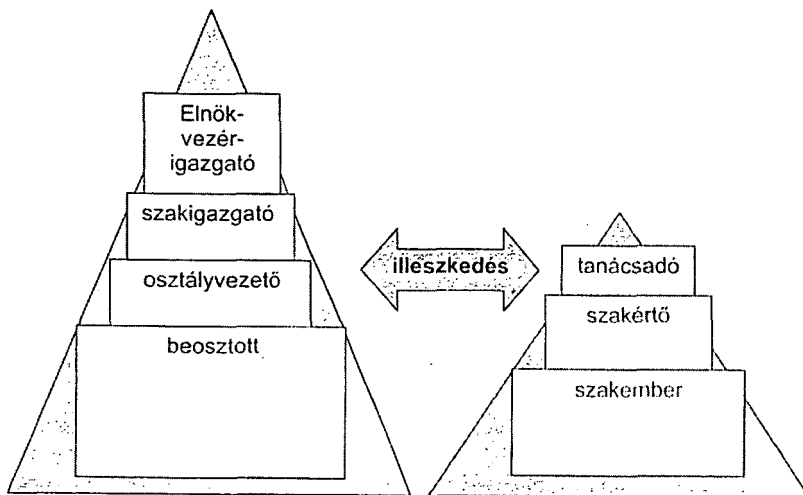 Elnök-
vezér-
igazgató
szakigazgató
osztályvezető
beosztott
illeszkedés
tanácsadó
szakértő
szakember